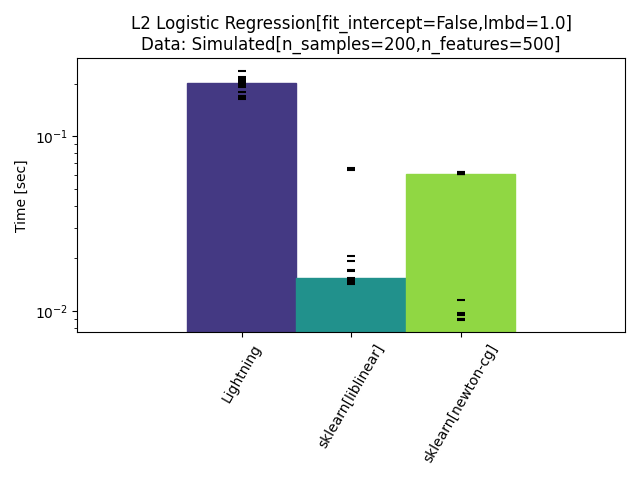 L2 Logistic Regression[fit_intercept=False,lmbd=1.0]
Data: Simulated[n_samples=200,n_features=500]
Time [sec]
10⁻¹
10⁻²
Lightning
sklearn[liblinear]
sklearn[newton-cg]